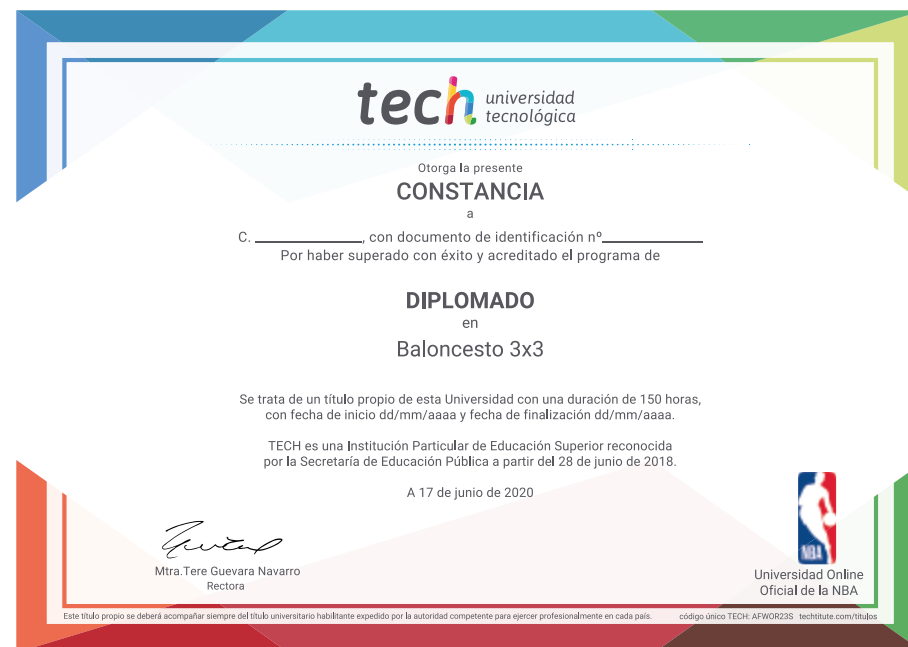 tech universidad
tecnológica
Otorga la presente
CONSTANCIA
a
C. ____________, con documento de identificación nº____________
Por haber superado con éxito y acreditado el programa de
DIPLOMADO
en
Baloncesto 3x3
Se trata de un título propio de esta Universidad con una duración de 150 horas,
con fecha de inicio dd/mm/aaaa y fecha de finalización dd/mm/aaaa.
TECH es una Institución Particular de Educación Superior reconocida
por la Secretaría de Educación Pública a partir del 28 de junio de 2018.
A 17 de junio de 2020
Mtra.Tere Guevara Navarro
Rectora
NBA
Universidad Online
Oficial de la NBA
Este título propio se deberá acompañar siempre del título universitario habilitante expedido por la autoridad competente para ejercer profesionalmente en cada país. código único TECH: AFWOR23S techtitute.com/titulos